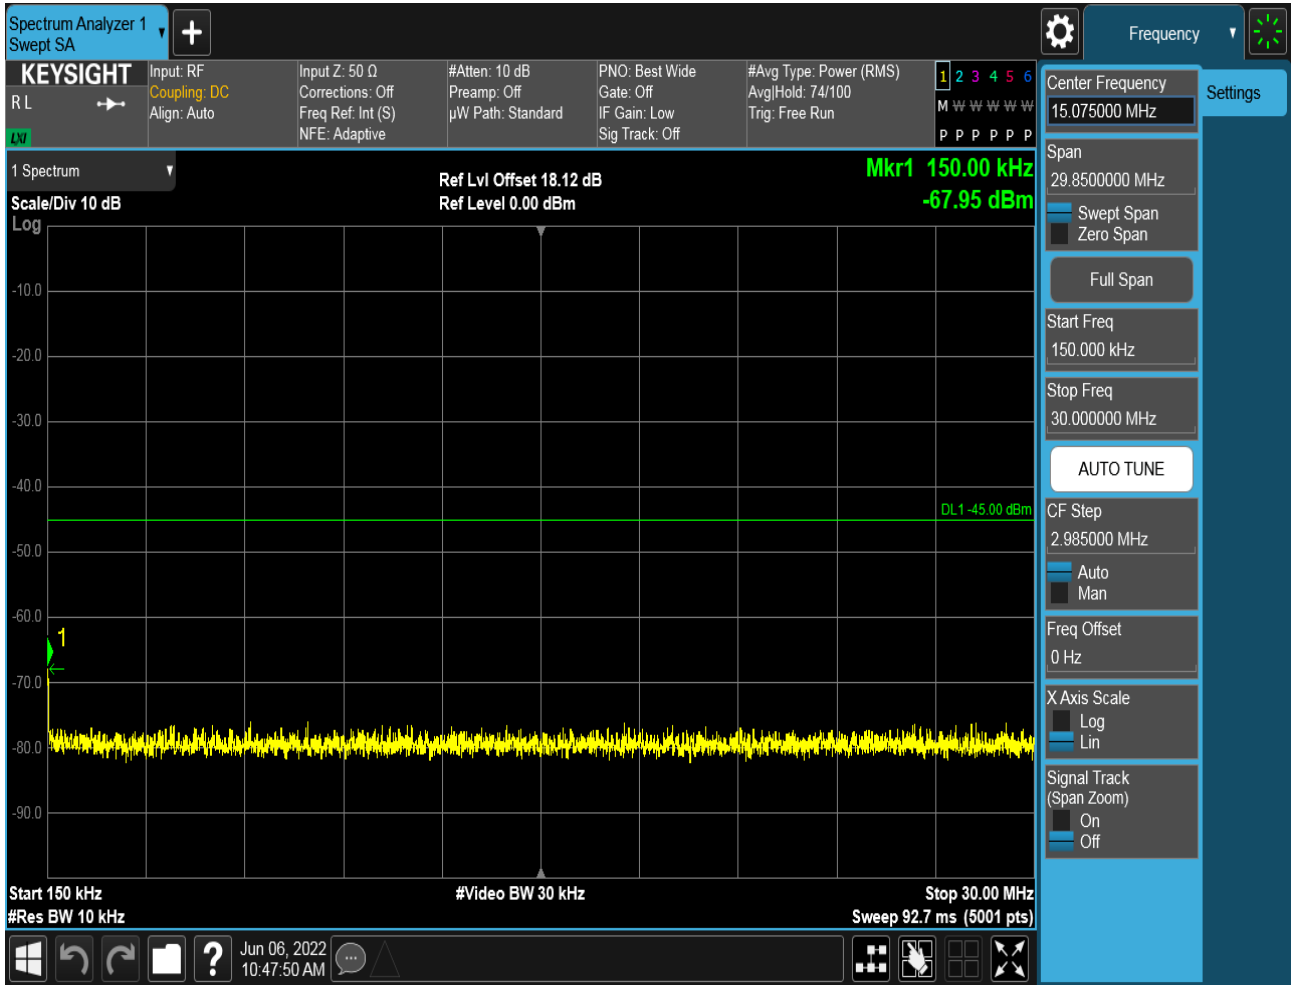 Spectrum Analyzer 1
Swept SA
Frequency
KEYSIGHT
R L
LXI
Input: RF
Coupling: DC
Align: Auto
Input Z: 50 Ω
Corrections: Off
Freq Ref: Int (S)
NFE: Adaptive
#Atten: 10 dB
Preamp: Off
µW Path: Standard
PNO: Best Wide
Gate: Off
IF Gain: Low
Sig Track: Off
#Avg Type: Power (RMS)
Avg|Hold: 74/100
Trig: Free Run
1 2 3 4 5 6
M W W W W W
P P P P P P
1 Spectrum
Scale/Div 10 dB
Log
Ref Lvl Offset 18.12 dB
Ref Level 0.00 dBm
Mkr1 150.00 kHz
-67.95 dBm
-10.0
-20.0
-30.0
-40.0
DL1 -45.00 dBm
-50.0
-60.0
1
-70.0
-80.0
-90.0
Start 150 kHz
#Video BW 30 kHz
Stop 30.00 MHz
#Res BW 10 kHz
Sweep 92.7 ms (5001 pts)
Center Frequency
15.075000 MHz
Settings
Span
29.8500000 MHz
Swept Span
Zero Span
Full Span
Start Freq
150.000 kHz
Stop Freq
30.000000 MHz
AUTO TUNE
CF Step
2.985000 MHz
Auto
Man
Freq Offset
0 Hz
X Axis Scale
Log
Lin
Signal Track
(Span Zoom)
On
Off
?
Jun 06, 2022
10:47:50 AM